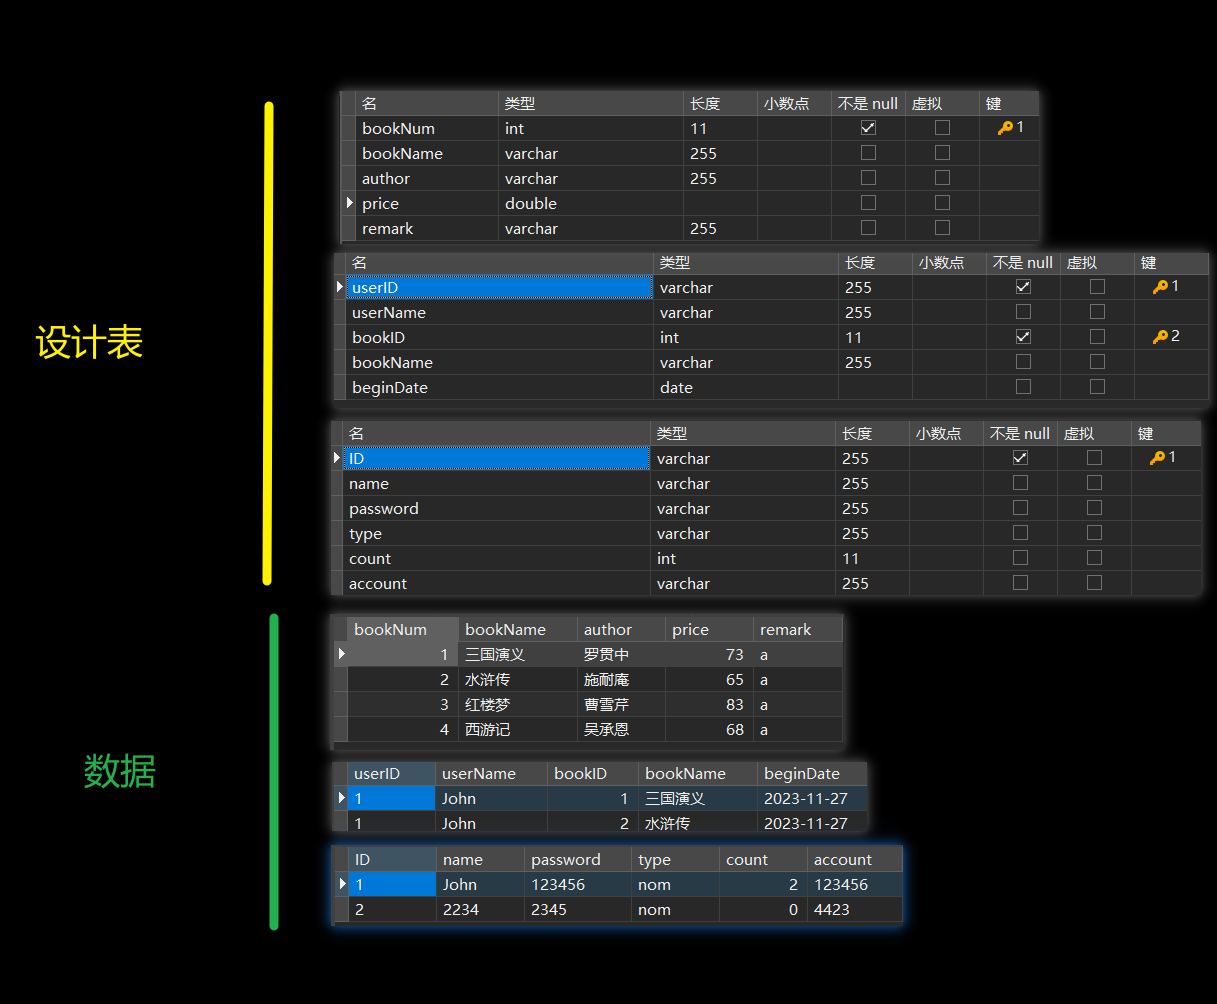 名 类型 长度 小数点 不是 null 虚拟 键
bookNum int 11 1
bookName varchar 255
author varchar 255
price double
remark varchar 255
名 类型 长度 小数点 不是 null 虚拟 键
userID varchar 255 1
userName varchar 255
bookID int 11 2
bookName varchar 255
beginDate date
设计表
名 类型 长度 小数点 不是 null 虚拟 键
ID varchar 255 1
name varchar 255
password varchar 255
type varchar 255
count int 11
account varchar 255
bookNum bookName author price remark
1 三国演义 罗贯中 73 a
2 水浒传 施耐庵 65 a
3 红楼梦 曹雪芹 83 a
4 西游记 吴承恩 68 a
数据
userID userName bookID bookName beginDate
1 John 1 三国演义 2023-11-27
1 John 2 水浒传 2023-11-27
ID name password type count account
1 John 123456 nom 2 123456
2 2234 2345 nom 0 4423